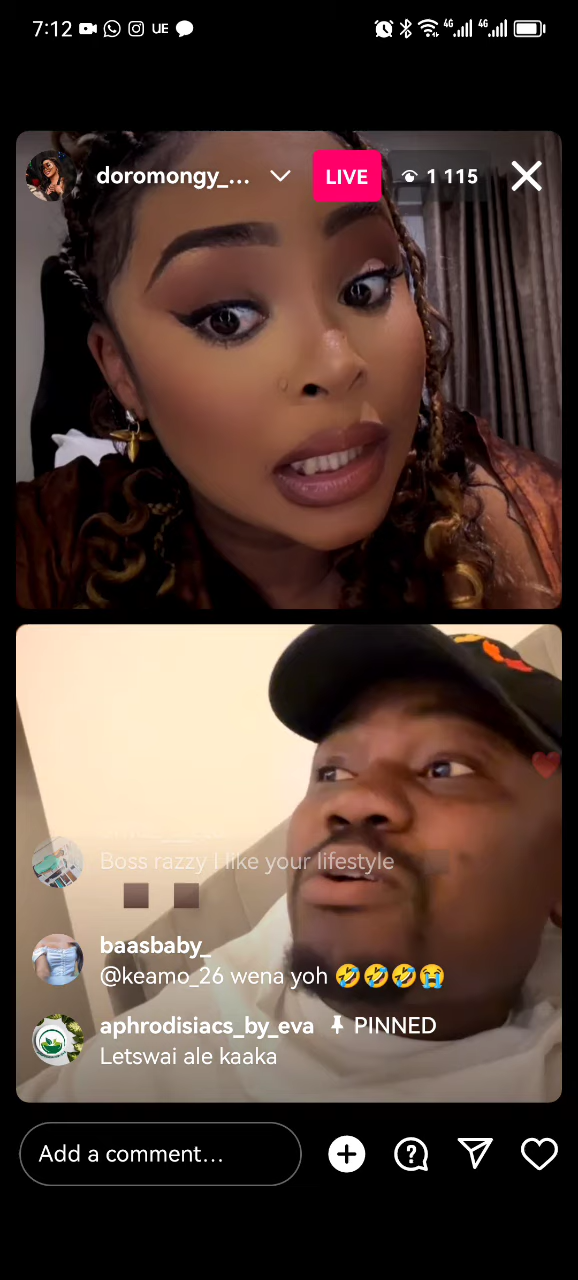 7:12 UE 4G 4G
doromongy_... LIVE 1 115
Boss razzy I like your lifestyle
baasbaby_
@keamo_26 wena yoh 🤣🤣🤣😭
aphrodisiacs_by_eva PINNED
Letswai ale kaaka
Add a comment...